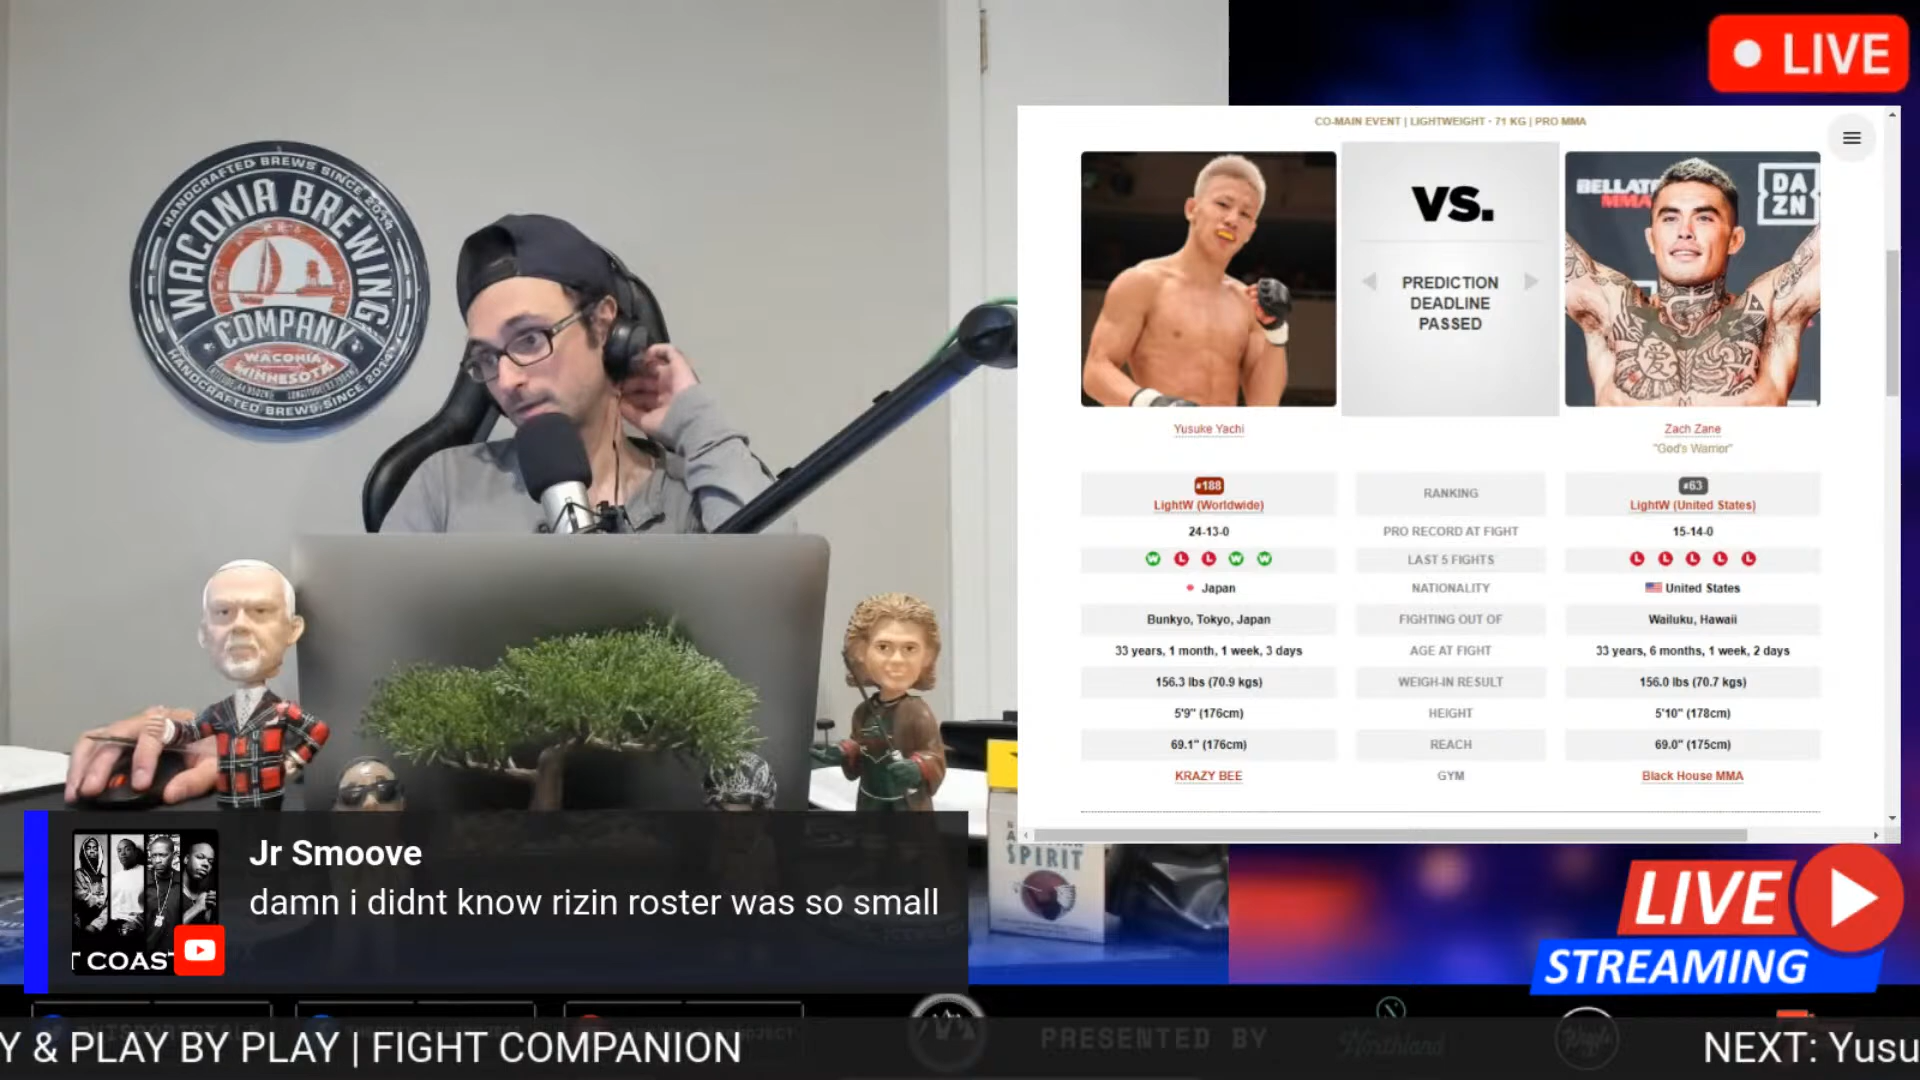 LIVE
HANDCRAFTED BREWS SINCE 2014
WACONIA BREWING
COMPANY
WACONIA
MINNESOTA
HANDCRAFTED BREWS SINCE 2014
CO-MAIN EVENT | LIGHTWEIGHT · 71 KG | PRO MMA
VS.
PREDICTION
DEADLINE
PASSED
BELLAT
MMA
DA
ZN
愛
Yusuke Yachi
Zach Zane
"God's Warrior"
#188 RANKING #63
LightW (Worldwide) LightW (United States)
24-13-0 PRO RECORD AT FIGHT 15-14-0
W L L W W LAST 5 FIGHTS L L L L L
Japan NATIONALITY United States
Bunkyo, Tokyo, Japan FIGHTING OUT OF Wailuku, Hawaii
33 years, 1 month, 1 week, 3 days AGE AT FIGHT 33 years, 6 months, 1 week, 2 days
156.3 lbs (70.9 kgs) WEIGH-IN RESULT 156.0 lbs (70.7 kgs)
5'9" (176cm) HEIGHT 5'10" (178cm)
69.1" (176cm) REACH 69.0" (175cm)
KRAZY BEE GYM Black House MMA
SPIRIT
Jr Smoove
damn i didnt know rizin roster was so small
T COAST
LIVE
STREAMING
PRESENTED BY
Northland
Y & PLAY BY PLAY | FIGHT COMPANION
NEXT: Yusu